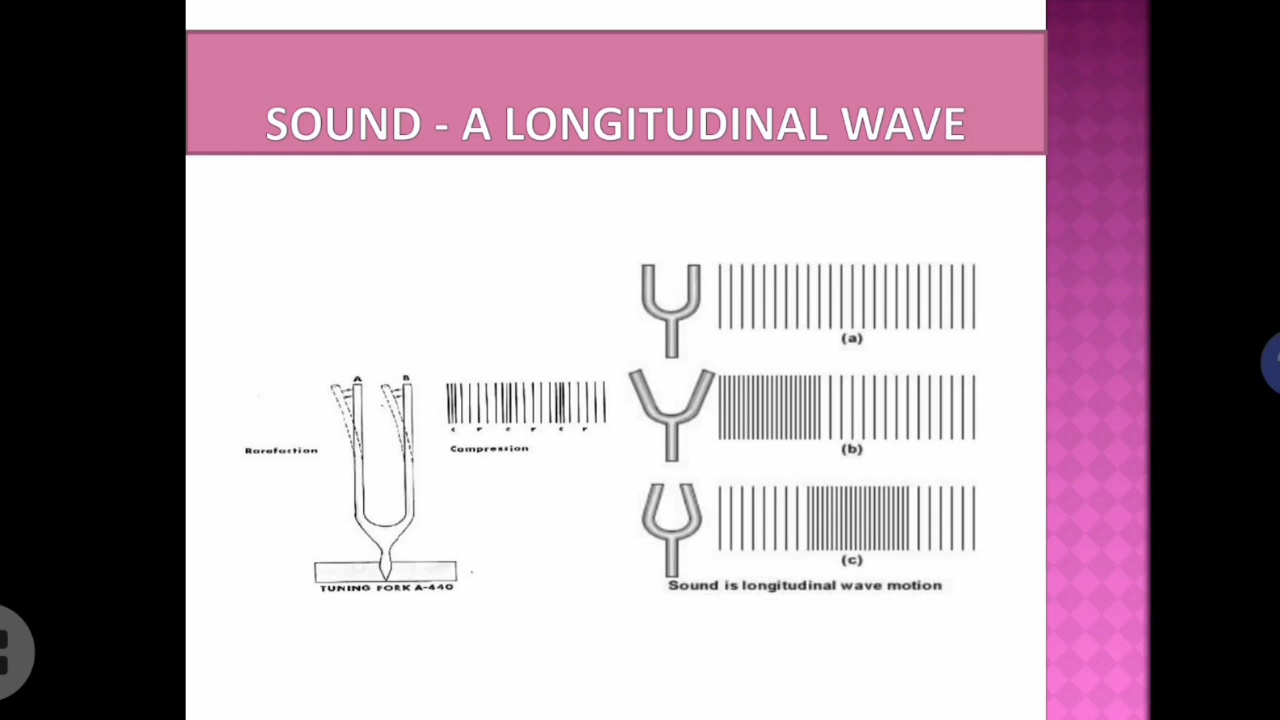 SOUND - A LONGITUDINAL WAVE
(a)
A B
C r C r C r
Rarefaction
Compression
(b)
(c)
TUNING FORK A-440
Sound is longitudinal wave motion